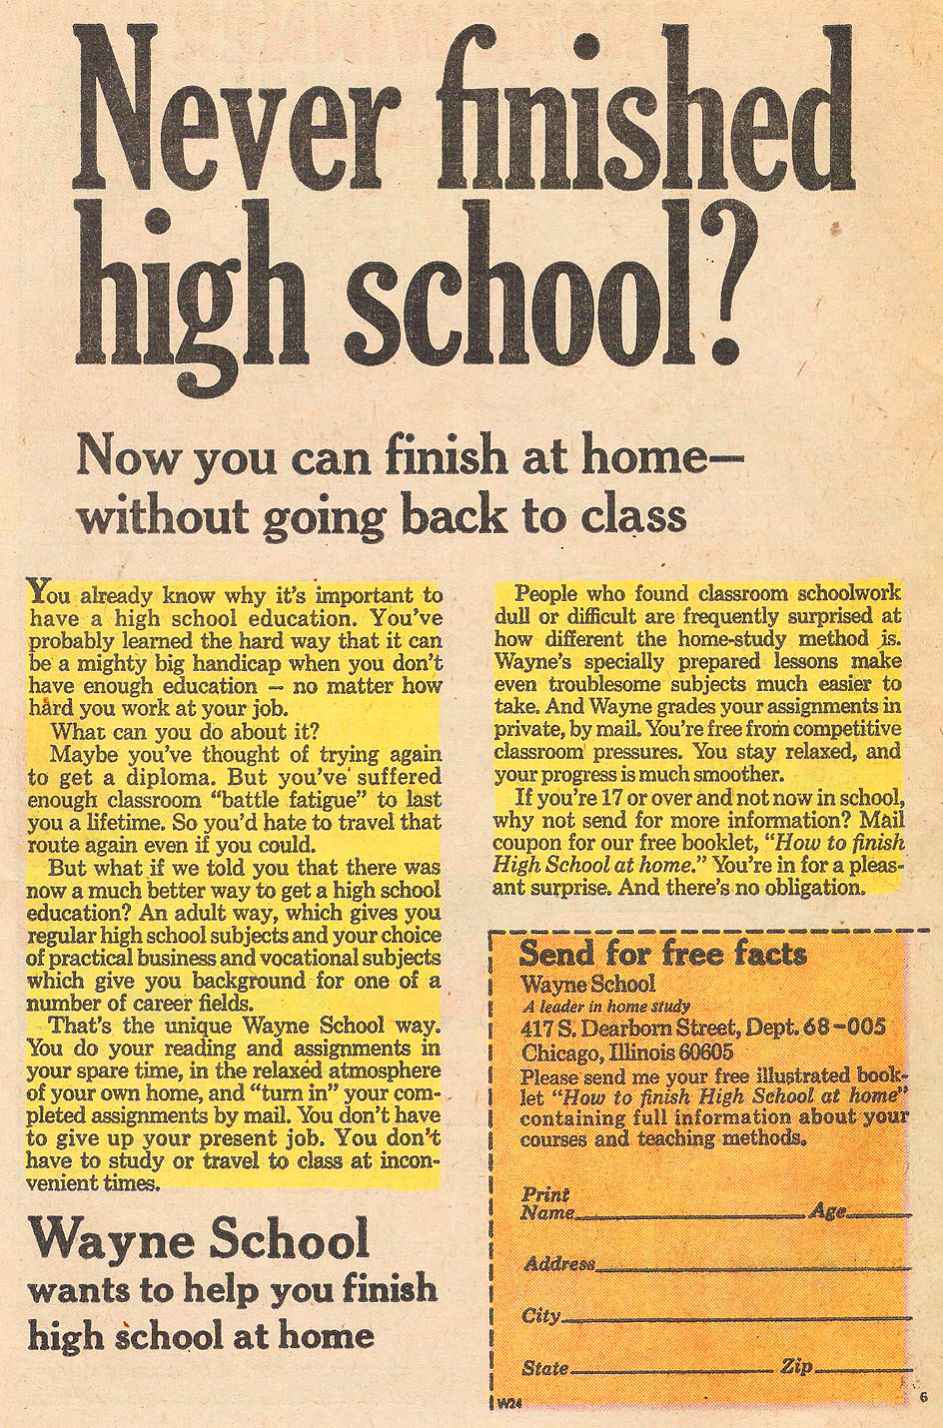 Never finished
high school?
Now you can finish at home—
without going back to class
You already know why it's important to
have a high school education. You've
probably learned the hard way that it can
be a mighty big handicap when you don't
have enough education — no matter how
hard you work at your job.
What can you do about it?
Maybe you've thought of trying again
to get a diploma. But you've suffered
enough classroom “battle fatigue” to last
you a lifetime. So you'd hate to travel that
route again even if you could.
But what if we told you that there was
now a much better way to get a high school
education? An adult way, which gives you
regular high school subjects and your choice
of practical business and vocational subjects
which give you background for one of a
number of career fields.
That's the unique Wayne School way.
You do your reading and assignments in
your spare time, in the relaxed atmosphere
of your own home, and “turn in” your com-
pleted assignments by mail. You don't have
to give up your present job. You don't
have to study or travel to class at incon-
venient times.
Wayne School
wants to help you finish
high school at home
People who found classroom schoolwork
dull or difficult are frequently surprised at
how different the home-study method is.
Wayne's specially prepared lessons make
even troublesome subjects much easier to
take. And Wayne grades your assignments in
private, by mail. You're free from competitive
classroom pressures. You stay relaxed, and
your progress is much smoother.
If you're 17 or over and not now in school,
why not send for more information? Mail
coupon for our free booklet, “How to finish
High School at home.” You're in for a pleas-
ant surprise. And there's no obligation.
Send for free facts
Wayne School
A leader in home study
417 S. Dearborn Street, Dept. 68-005
Chicago, Illinois 60605
Please send me your free illustrated book-
let “How to finish High School at home”
containing full information about your
courses and teaching methods.
Print
Name Age
Address
City
State Zip
W24
6